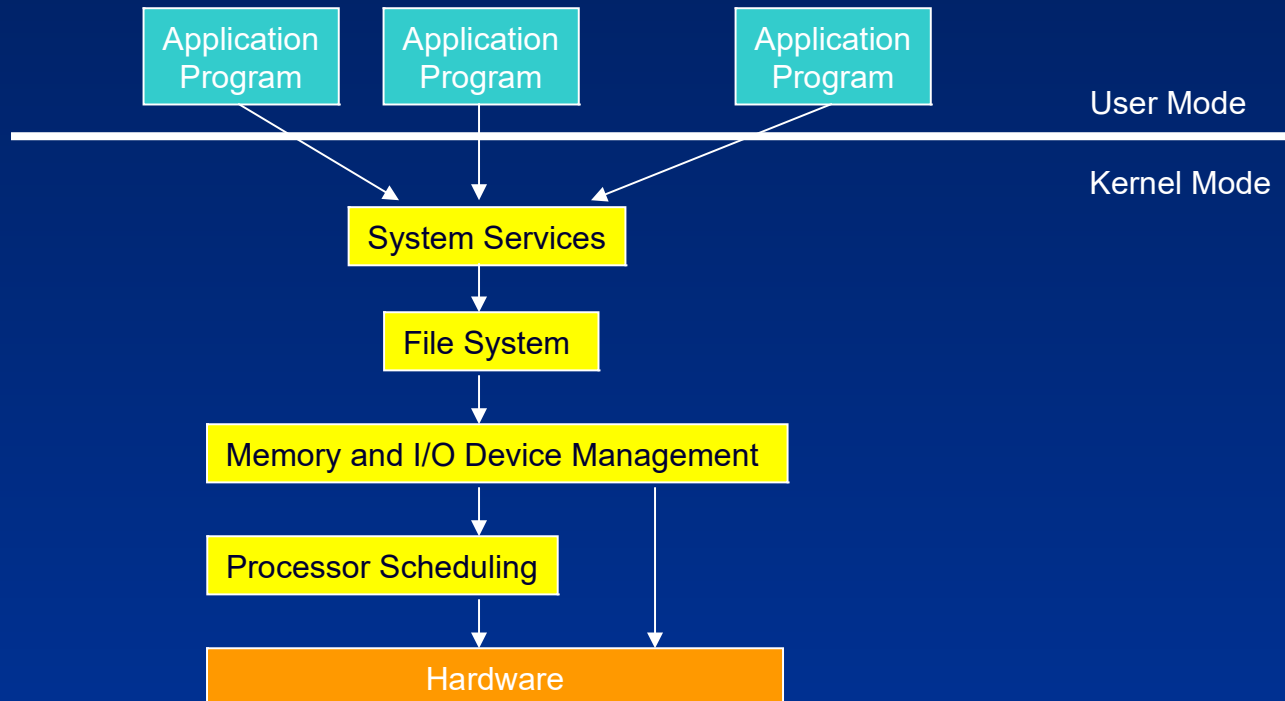 Application
Program
Application
Program
Application
Program
User Mode
Kernel Mode
System Services
File System
Memory and I/O Device Management
Processor Scheduling
Hardware